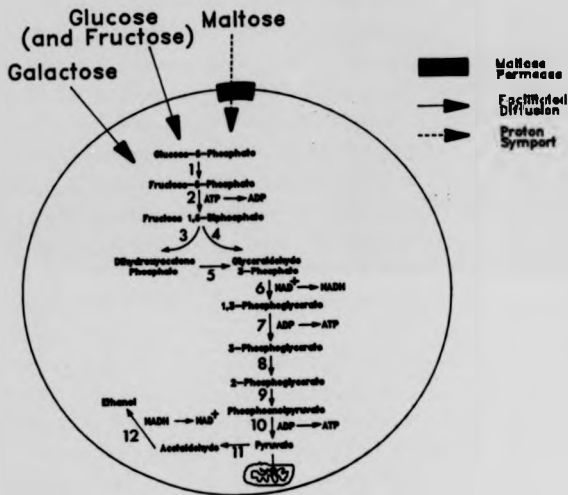 Glucose
(and Fructose)
Maltose
Galactose
Maltose
Permease
Facilitated
Diffusion
Proton
Symport
Glucose-6-Phosphate
1
Fructose-6-Phosphate
2 ATP ADP
Fructose 1,6-Biphosphate
3 4
Dihydroxyacetone
Phosphate
5
Glyceraldehyde
3-Phosphate
6 NAD+ NADH
1,3-Phosphoglycerate
7 ADP ATP
3-Phosphoglycerate
8
2-Phosphoglycerate
9
Phosphoenolpyruvate
10 ADP ATP
Pyruvate
11
Acetaldehyde
12
NADH NAD+
Ethanol